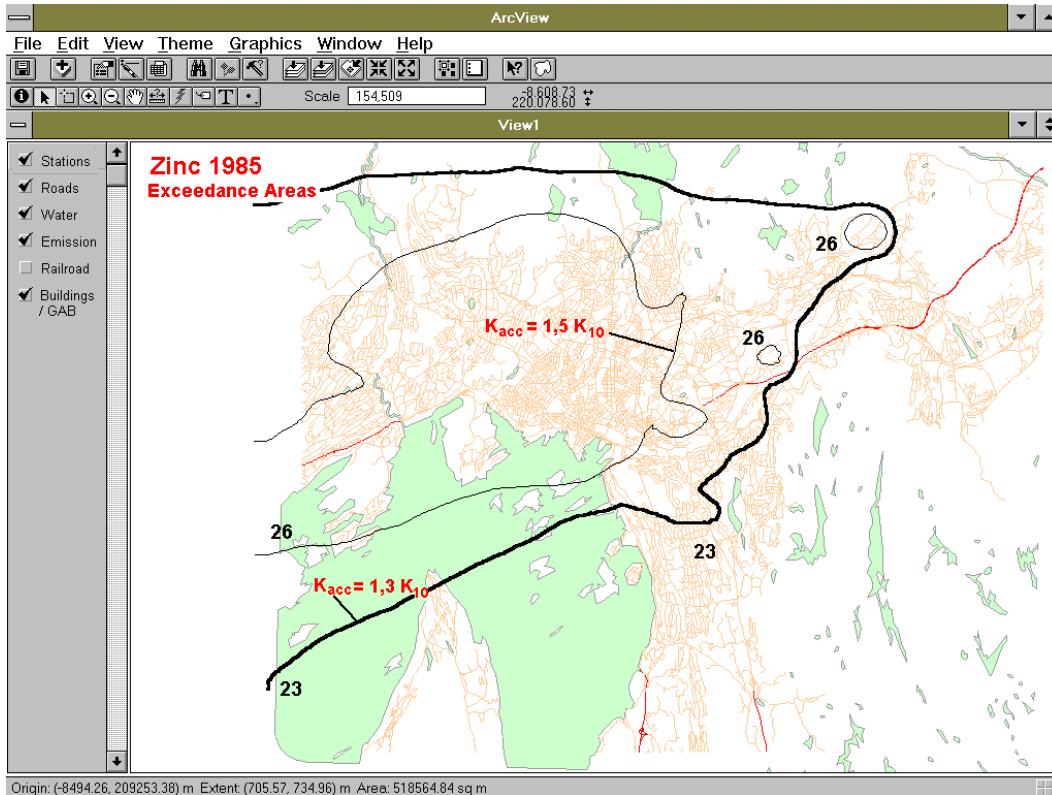 ArcView
File Edit View Theme Graphics Window Help
Scale 154,509 -8.608.73
220.078.60
View1
Stations
Roads
Water
Emission
Railroad
Buildings
/ GAB
Zinc 1985
Exceedance Areas
26
Kacc = 1,5 K10
26
26
23
Kacc = 1,3 K10
23
Origin: (-8494.26, 209253.38) m Extent: (705.57, 734.96) m Area: 518564.84 sq m